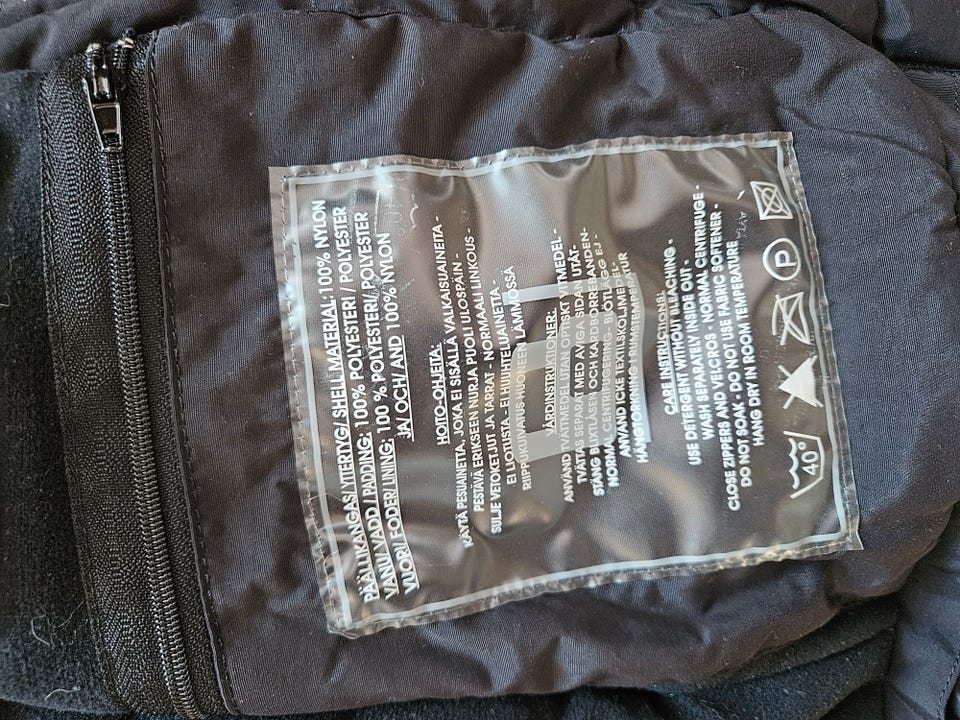 PÄÄLLIKANGAS/ YTTERTYG/ SHELL MATERIAL:100% NYLON
VANU/ VADD / PADDING: 100% POLYESTERI / POLYESTER
VUORI/ FODER/ LINING: 100 % POLYESTERI/ POLYESTER
JA/ OCH/ AND 100% NYLON
HOITO-OHJEITA:
KÄYTÄ PESUAINETTA, JOKA EI SISÄLLÄ VALKAISUAINEITA -
PESTÄVÄ ERIKSEEN NURJA PUOLI ULOSPÄIN -
SULJE VETOKETJUT JA TARRAT - NORMAALI LINKOUS -
EI LIOTUSTA - EI HUUHTELUAINETTA -
RIIPPUKUIVATUS HUONEEN LÄMMÖSSÄ
VÅRDINSTRUKTIONER:
ANVÄND TVÄTTMEDEL UTAN OPTISKT VITMEDEL -
TVÄTTAS SEPARAT MED AVIGA SIDAN UTÅT-
STÄNG BLIXTLÅSEN OCH KARDBORREBANDEN-
NORMAL CENTRIFUGERING- BLÖTLÄGG EJ -
ANVÄND ICKE TEXTILSKÖLJMEDEL-
HÄNGTORKNING I RUMSTEMPERATUR
CARE INSTRUCTIONS:
USE DETERGENT WITHOUT BLEACHING -
WASH SEPARATELY INSIDE OUT -
CLOSE ZIPPERS AND VELCROS - NORMAL CENTRIFUGE -
DO NOT SOAK - DO NOT USE FABRIC SOFTENER -
HANG DRY IN ROOM TEMPERATURE
40° P